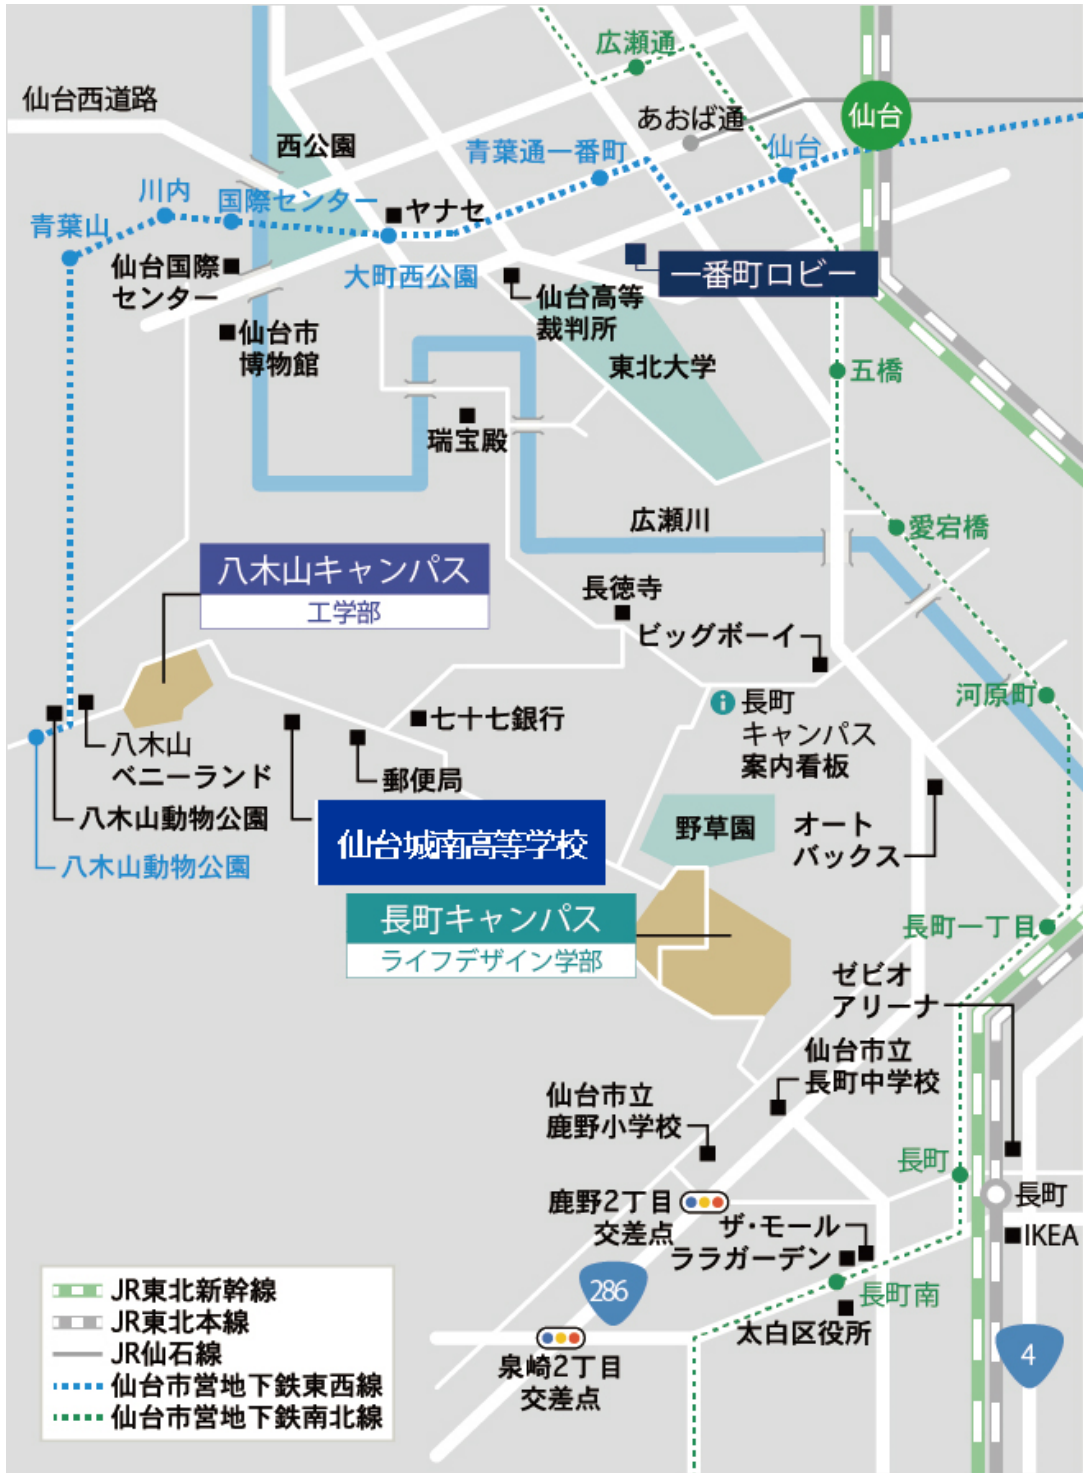 広瀬通
仙台西道路
あおば通
仙台
西公園
青葉通一番町
仙台
川内
国際センター
ヤナセ
青葉山
仙台国際
センター
大町西公園
一番町ロビー
仙台高等
裁判所
仙台市
博物館
東北大学
五橋
瑞宝殿
広瀬川
愛宕橋
八木山キャンパス
工学部
長徳寺
ビッグボーイ
河原町
長町
キャンパス
案内看板
七十七銀行
八木山
ベニーランド
郵便局
八木山動物公園
仙台城南高等学校
野草園
オート
バックス
八木山動物公園
長町キャンパス
ライフデザイン学部
長町一丁目
ゼビオ
アリーナ
仙台市立
長町中学校
仙台市立
鹿野小学校
長町
長町
鹿野2丁目
交差点
ザ・モール
ララガーデン
IKEA
286
長町南
太白区役所
泉崎2丁目
交差点
4
JR東北新幹線
JR東北本線
JR仙石線
仙台市営地下鉄東西線
仙台市営地下鉄南北線